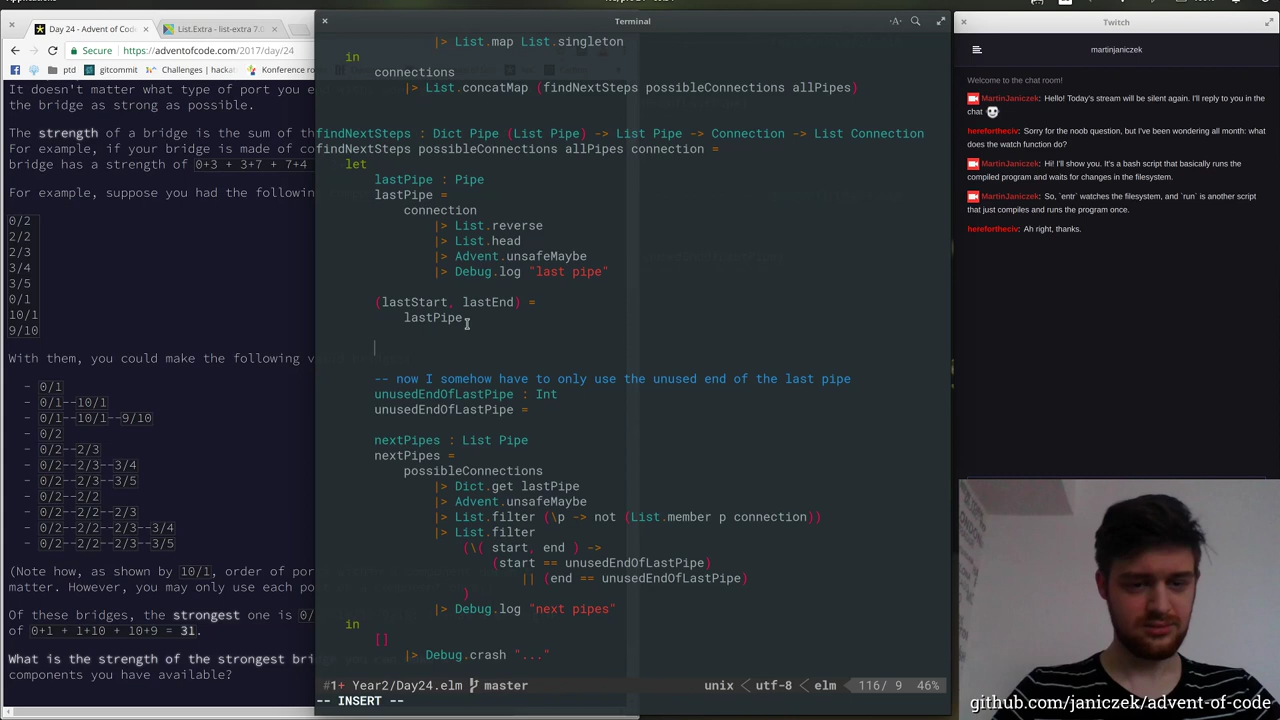 Terminal
Twitch
Day 24 - Advent of Cod
List.Extra - list-extra 7.0
Secure
https://adventofcode.com/2017/day/24
ptd
gitcommit
Challenges | hacka
Konference
It doesn't matter what type of port you
the bridge as strong as possible.
The strength of a bridge is the sum of th
For example, if your bridge is made of co
bridge has a strength of 0+3 + 3+7 + 7+4
For example, suppose you had the following
0/2
2/2
2/3
3/4
3/5
0/1
10/1
9/10
With them, you could make the following
- 0/1
- 0/1--10/1
- 0/1--10/1--9/10
- 0/2
- 0/2--2/3
- 0/2--2/3--3/4
- 0/2--2/3--3/5
- 0/2--2/2
- 0/2--2/2--2/3
- 0/2--2/2--2/3--3/4
- 0/2--2/2--2/3--3/5
(Note how, as shown by 10/1, order of
matter. However, you may only use each
Of these bridges, the strongest one is 0/
of 0+1 + 1+10 + 10+9 = 31.
What is the strength of the strongest
components you have available?
|> List.map List.singleton
in
connections
|> List.concatMap (findNextSteps possibleConnections allPipes)
findNextSteps : Dict Pipe (List Pipe) -> List Pipe -> Connection -> List Connection
findNextSteps possibleConnections allPipes connection =
let
lastPipe : Pipe
lastPipe =
connection
|> List.reverse
|> List.head
|> Advent.unsafeMaybe
|> Debug.log "last pipe"
(lastStart, lastEnd) =
lastPipe
-- now I somehow have to only use the unused end of the last pipe
unusedEndOfLastPipe : Int
unusedEndOfLastPipe =
nextPipes : List Pipe
nextPipes =
possibleConnections
|> Dict.get lastPipe
|> Advent.unsafeMaybe
|> List.filter (\p -> not (List.member p connection))
|> List.filter
(\( start, end ) ->
(start == unusedEndOfLastPipe)
|| (end == unusedEndOfLastPipe)
)
|> Debug.log "next pipes"
in
[]
|> Debug.crash "..."
#1+ Year2/Day24.elm master
unix < utf-8 < elm
116/ 9 46%
-- INSERT --
martinjaniczek
Welcome to the chat room!
MartinJaniczek: Hello! Today's stream will be silent again. I'll reply to you in the
chat
herefortheciv: Sorry for the noob question, but I've been wondering all month: what
does the watch function do?
MartinJaniczek: Hi! I'll show you. It's a bash script that basically runs the
compiled program and waits for changes in the filesystem.
MartinJaniczek: So, `entr` watches the filesystem, and `run` is another script
that just compiles and runs the program once.
herefortheciv: Ah right, thanks.
github.com/janiczek/advent-of-code